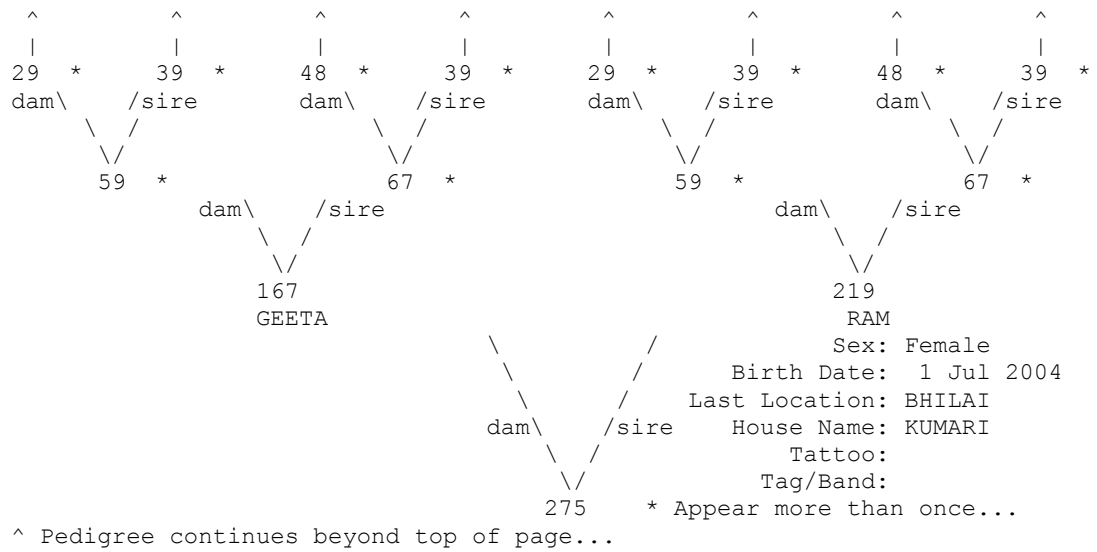 ^ ^ ^ ^ ^ ^ ^ ^
| | | | | | | |
29 * 39 * 48 * 39 * 29 * 39 * 48 * 39 *
dam\ /sire dam\ /sire dam\ /sire dam\ /sire
\ / \ / \ / \ /
\/ \/ \/ \/
59 * 67 * 59 * 67 *
dam\ /sire dam\ /sire
\ / \ /
\/ \/
167 219
GEETA RAM
\ / Sex: Female
\ / Birth Date: 1 Jul 2004
\ / Last Location: BHILAI
dam\ /sire House Name: KUMARI
\ / Tattoo:
\/ Tag/Band:
275 * Appear more than once...
^ Pedigree continues beyond top of page...